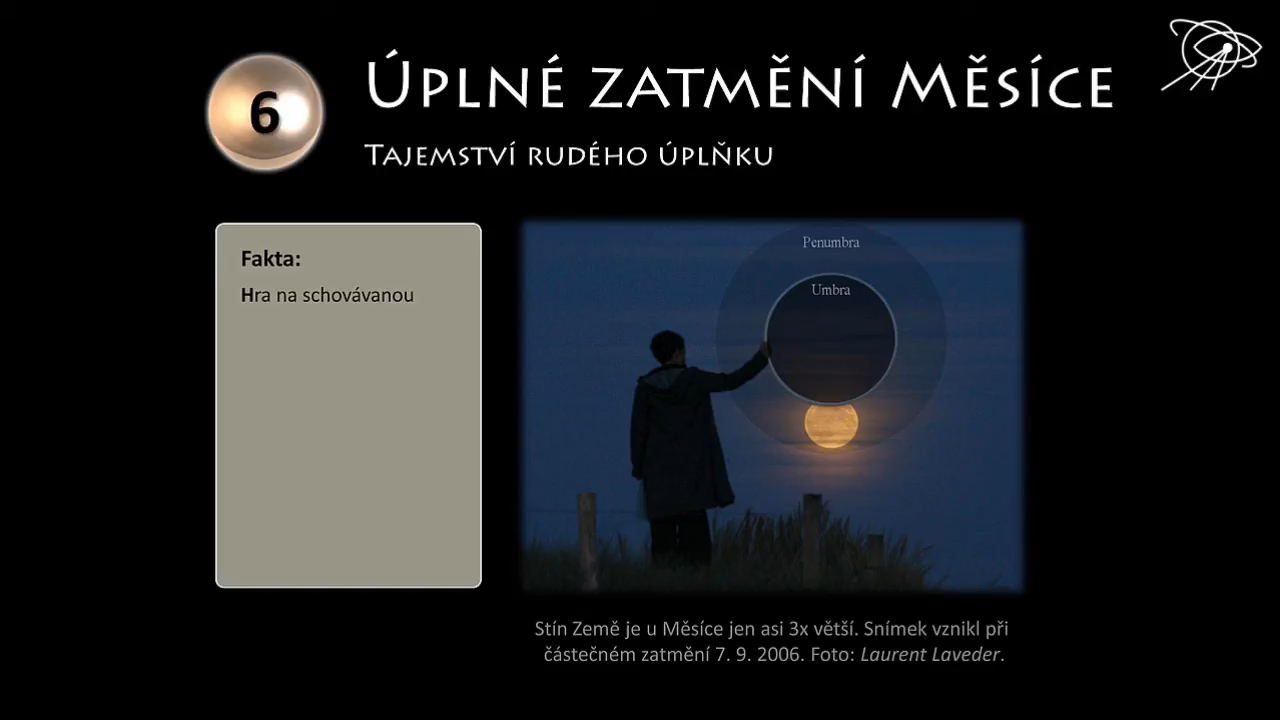 6
Úplné zatmění Měsíce
Tajemství rudého úplňku
Fakta:
Hra na schovávanou
Penumbra
Umbra
Stín Země je u Měsíce jen asi 3x větší. Snímek vznikl při
částečném zatmění 7. 9. 2006. Foto: Laurent Laveder.